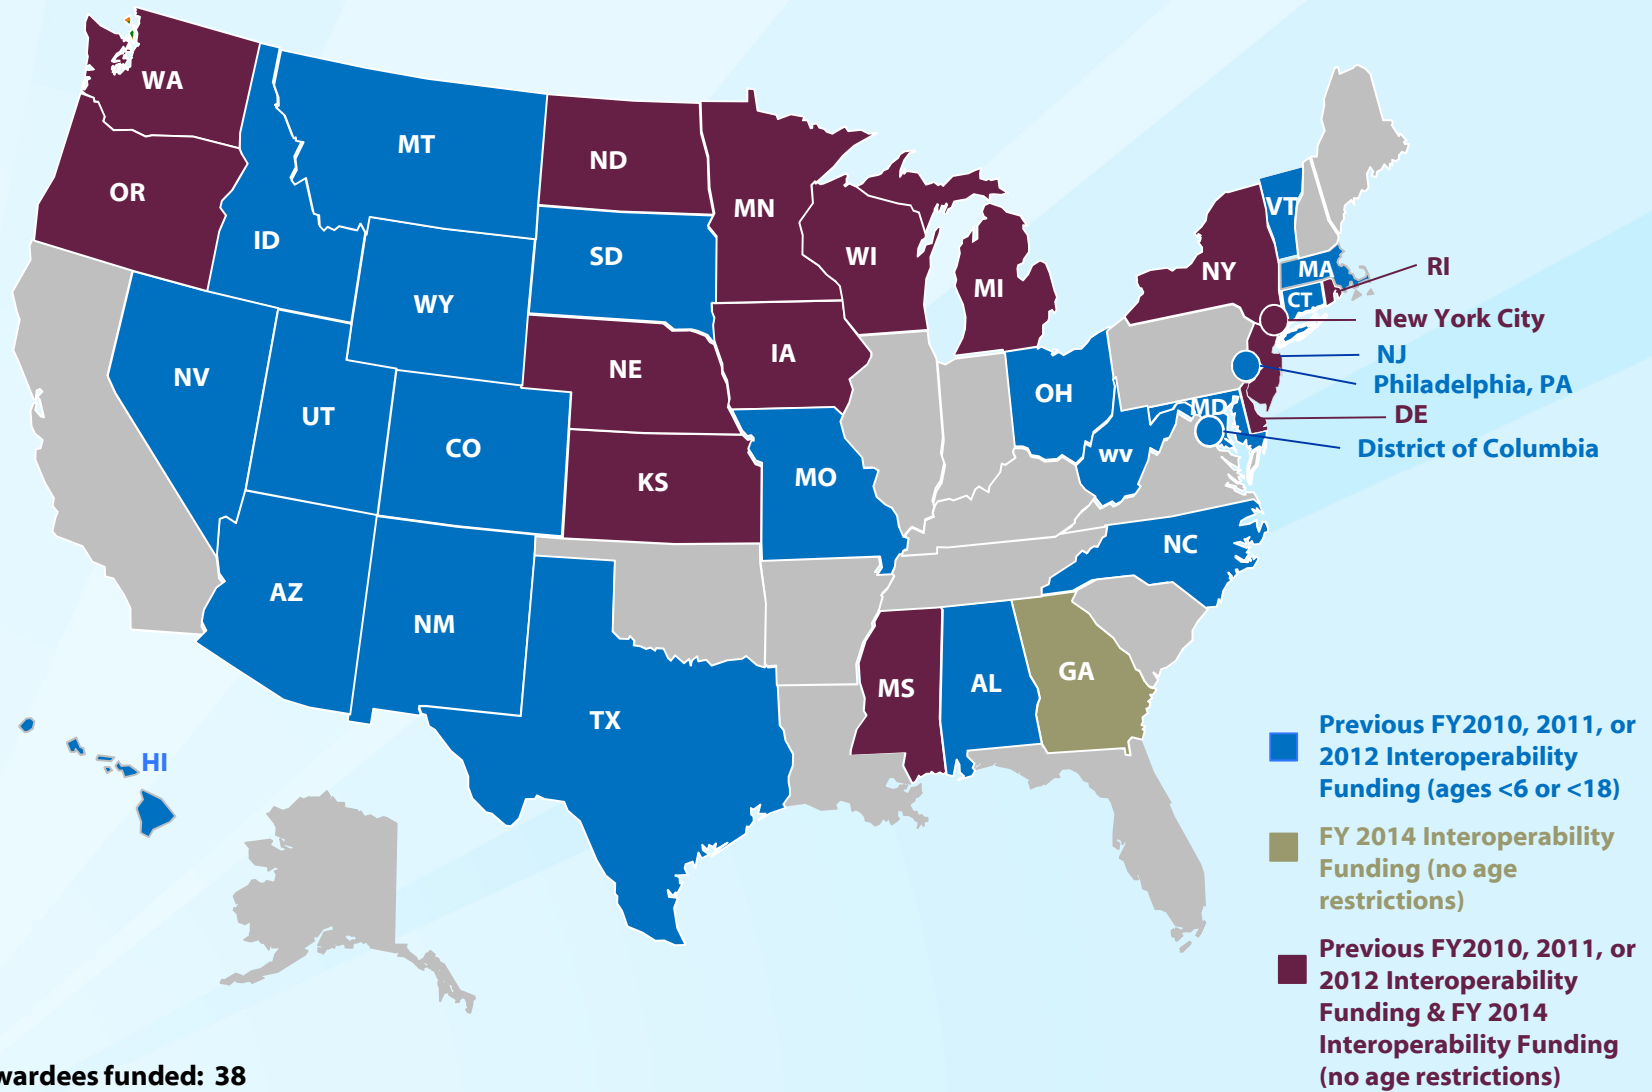 WA
MT
ND
OR
MN
ID
SD
WI
MI
NY
VT
MA
RI
CT
WY
New York City
NV
NE
IA
NJ
Philadelphia, PA
OH
MD
DE
UT
CO
KS
MO
wv
District of Columbia
AZ
NM
NC
TX
MS
AL
GA
HI
Previous FY2010, 2011, or
2012 Interoperability
Funding (ages <6 or <18)
FY 2014 Interoperability
Funding (no age
restrictions)
Previous FY2010, 2011, or
2012 Interoperability
Funding & FY 2014
Interoperability Funding
(no age restrictions)
wardees funded: 38